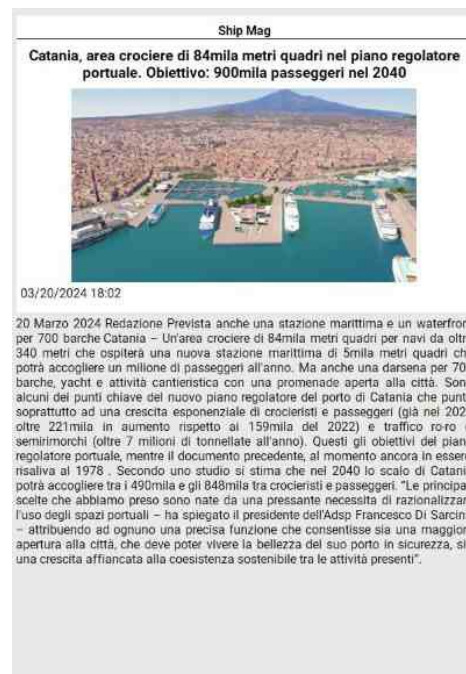 Ship Mag
Catania, area crociere di 84mila metri quadri nel piano regolatore
portuale. Obiettivo: 900mila passeggeri nel 2040
03/20/2024 18:02
20 Marzo 2024 Redazione Prevista anche una stazione marittima e un waterfron
per 700 barche Catania – Un'area crociere di 84mila metri quadri per navi da oltr
340 metri che ospiterà una nuova stazione marittima di 5mila metri quadri ch
potrà accogliere un milione di passeggeri all'anno. Ma anche una darsena per 70
barche, yacht e attività cantieristica con una promenade aperta alla città. Son
alcuni dei punti chiave del nuovo piano regolatore del porto di Catania che punt
soprattutto ad una crescita esponenziale di crocieristi e passeggeri (già nel 202
oltre 221mila in aumento rispetto ai 159mila del 2022) e traffico ro-ro
semirimorchi (oltre 7 milioni di tonnellate all'anno). Questi gli obiettivi del pian
regolatore portuale, mentre il documento precedente, al momento ancora in esser
risaliva al 1978 . Secondo uno studio si stima che nel 2040 lo scalo di Catani
potrà accogliere tra i 490mila e gli 848mila tra crocieristi e passeggeri. "Le principa
scelte che abbiamo preso sono nate da una pressante necessità di razionalizzar
l'uso degli spazi portuali – ha spiegato il presidente dell'Adsp Francesco Di Sarcin
– attribuendo ad ognuno una precisa funzione che consentisse sia una maggior
apertura alla città, che deve poter vivere la bellezza del suo porto in sicurezza, si
una crescita affiancata alla coesistenza sostenibile tra le attività presenti".